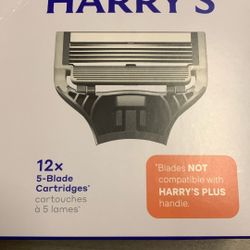 HARRY'S
12x
5-Blade
Cartridges*
cartouches
à 5 lames*
*Blades NOT
compatible with
HARRY'S PLUS
handle.